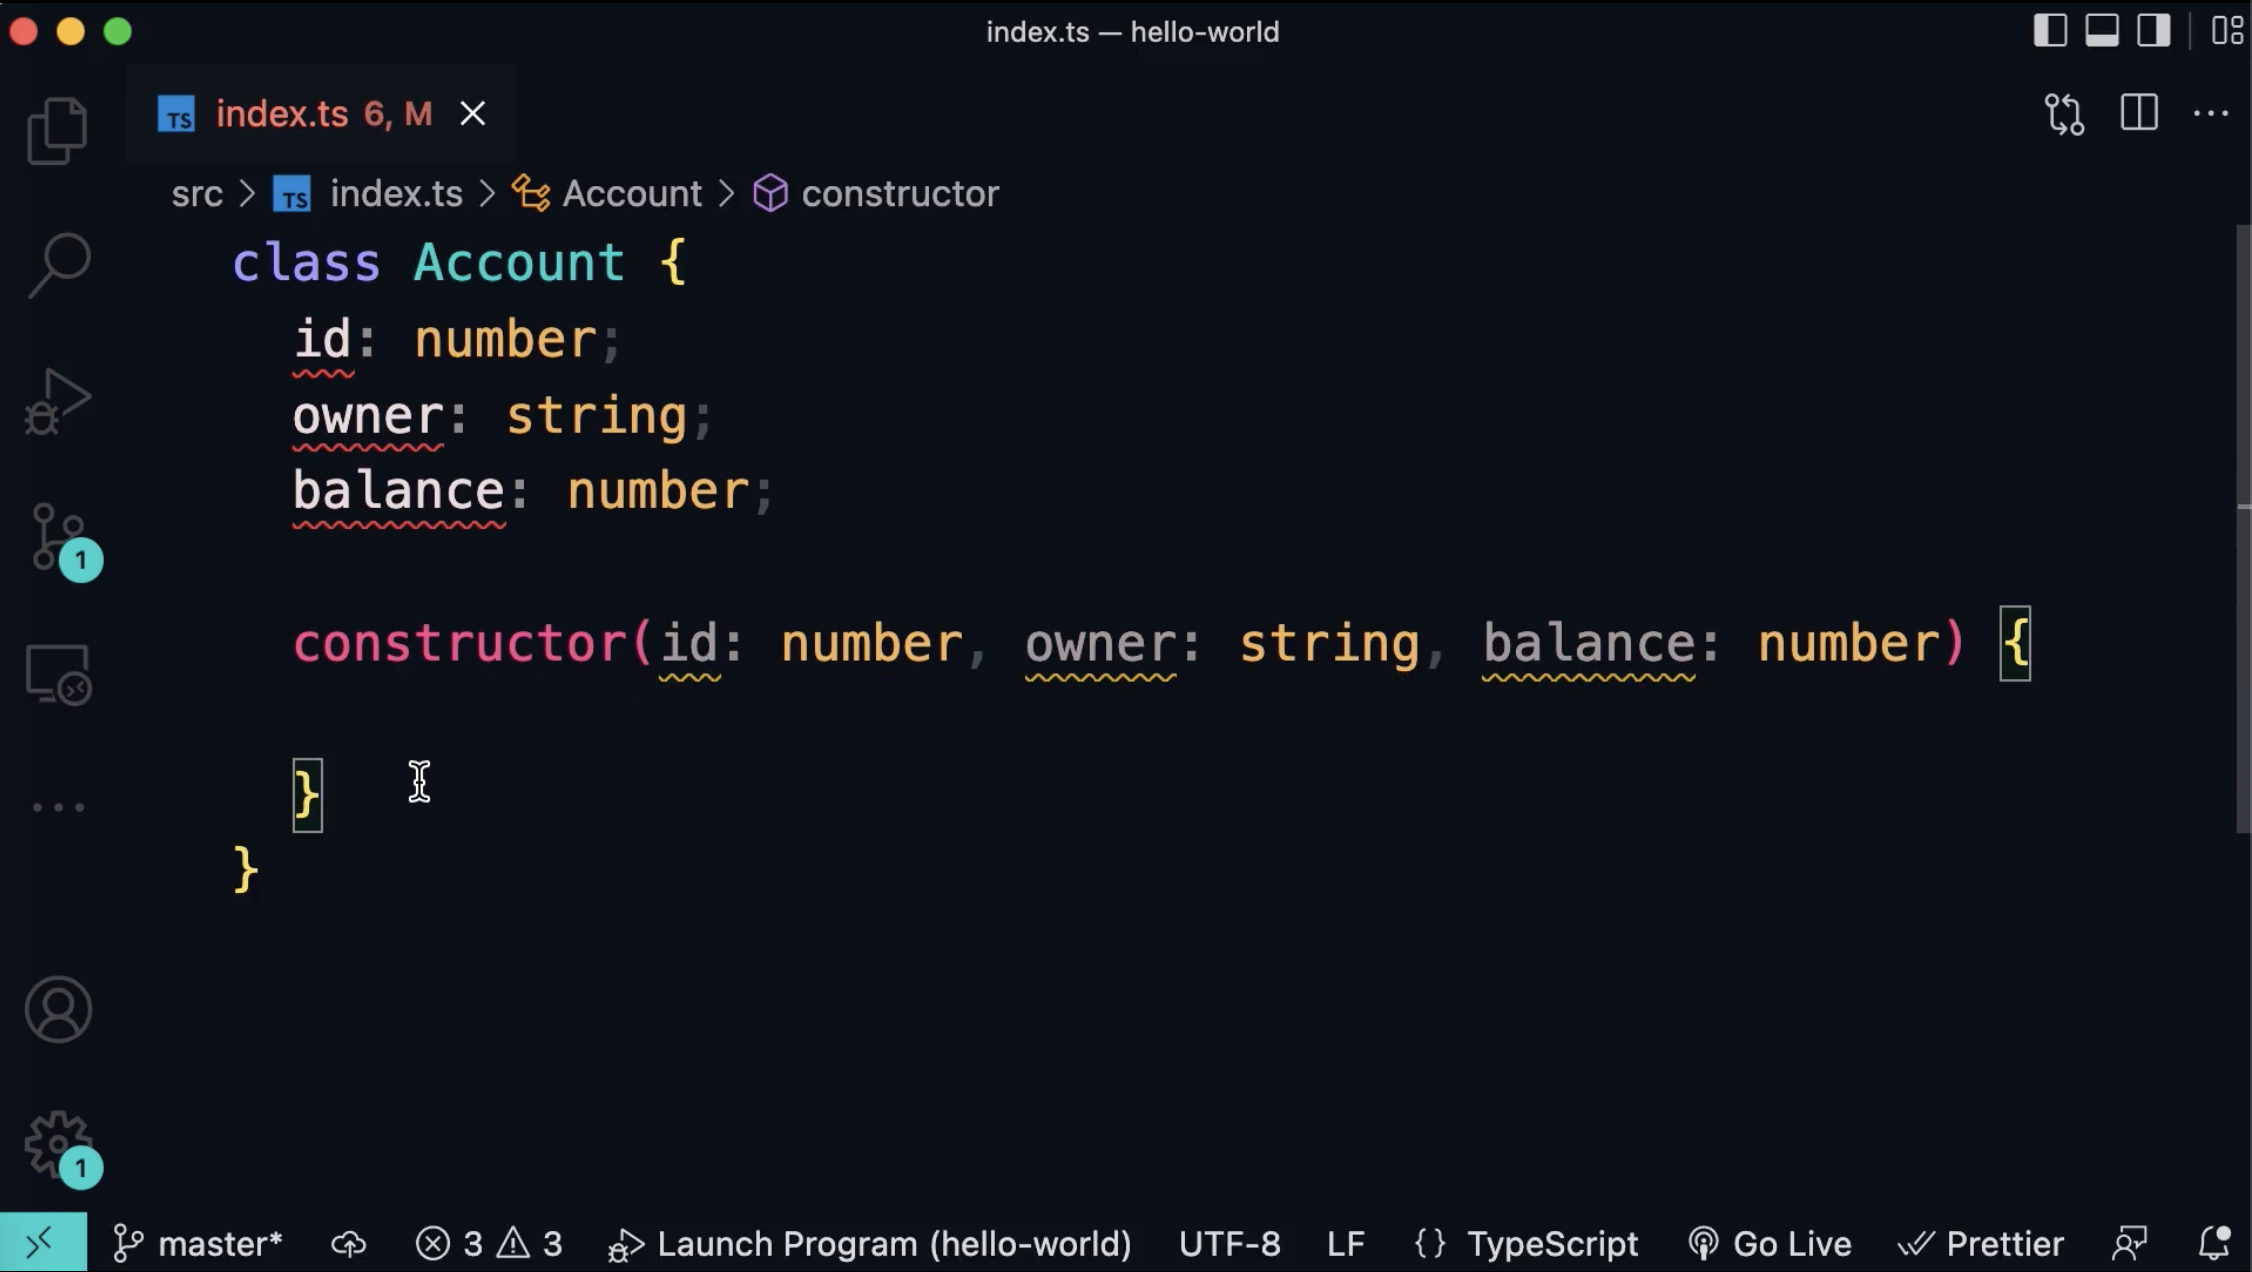 index.ts — hello-world
TS index.ts 6, M
src > TS index.ts > Account > constructor
class Account {
id: number;
owner: string;
balance: number;
constructor(id: number, owner: string, balance: number) {
}
}
1
1
master* 3 3 Launch Program (hello-world) UTF-8 LF {} TypeScript Go Live Prettier